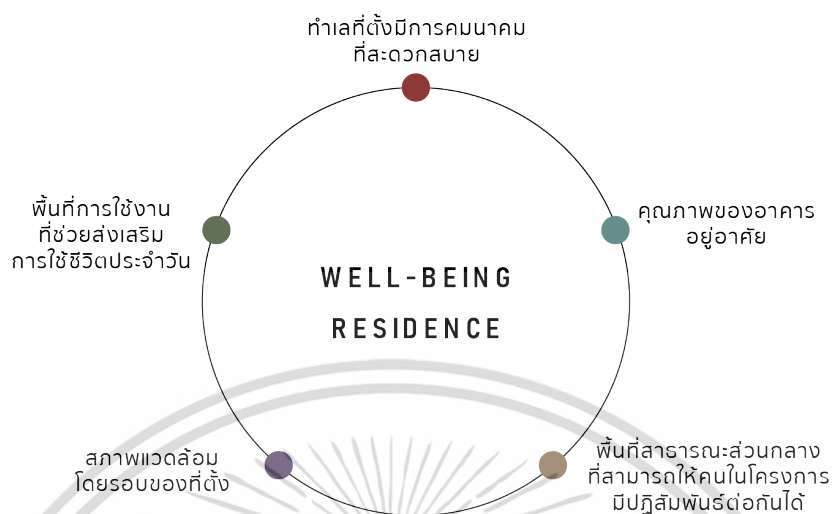 ทำเลที่ตั้งมีการคมนาคม
ที่สะดวกสบาย
คุณภาพของอาคาร
อยู่อาศัย
พื้นที่การใช้งาน
ที่ช่วยส่งเสริม
การใช้ชีวิตประจำวัน
WELL-BEING
RESIDENCE
สภาพแวดล้อม
โดยรอบของที่ตั้ง
พื้นที่สาธารณะส่วนกลาง
ที่สามารถให้คนในโครงการ
มีปฏิสัมพันธ์ต่อกันได้